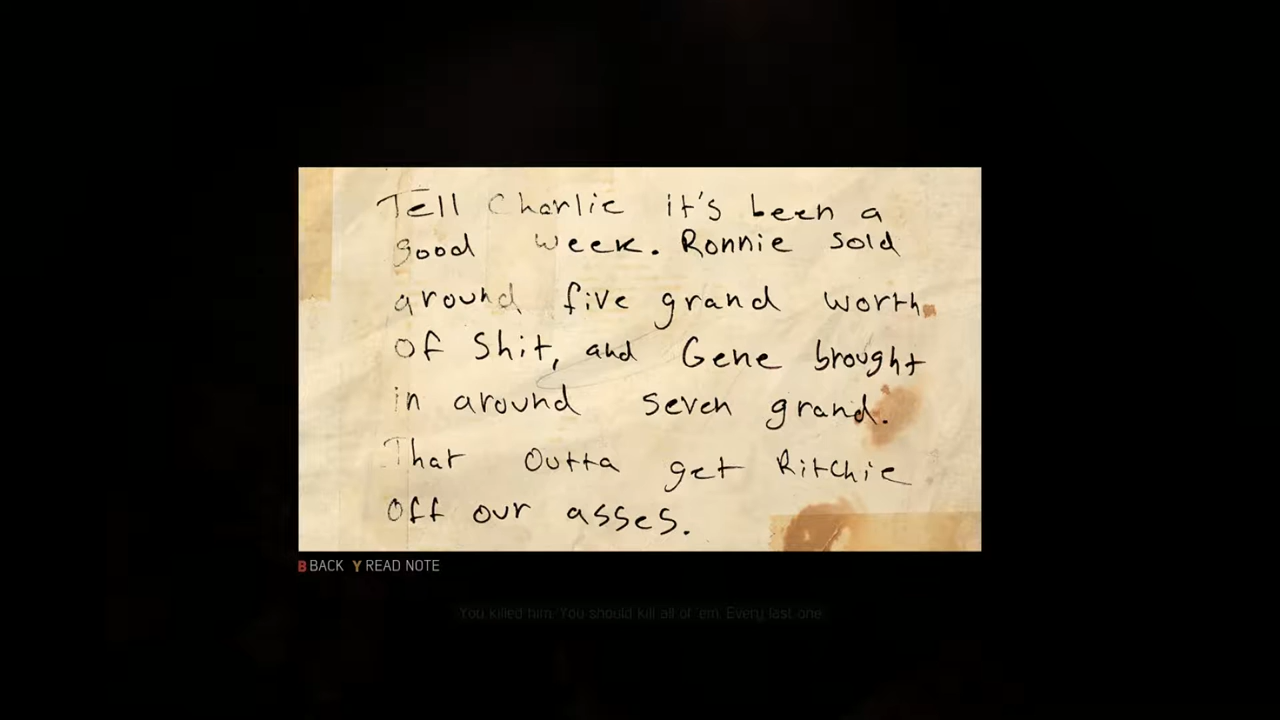 Tell Charlie it's been a
good week. Ronnie sold
around five grand worth
of Shit, and Gene brought
in around seven grand.
That Outta get Ritchie
Off our asses.
B BACK Y READ NOTE
You killed him. You should kill all of 'em. Every last one